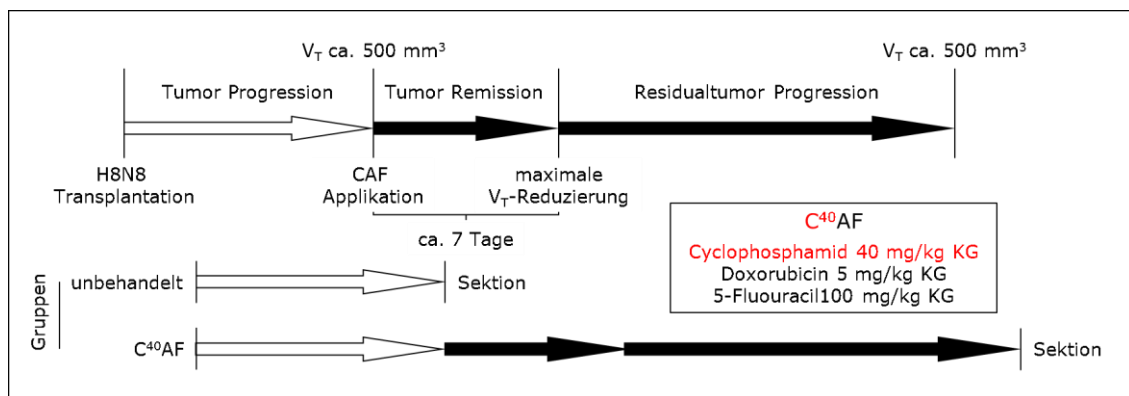 V_T ca. 500 mm³
V_T ca. 500 mm³
Tumor Progression
Tumor Remission
Residualtumor Progression
H8N8
Transplantation
CAF
Applikation
maximale
V_T-Reduzierung
ca. 7 Tage
C⁴⁰AF
Cyclophosphamid 40 mg/kg KG
Doxorubicin 5 mg/kg KG
5-Fluouracil100 mg/kg KG
Gruppen
unbehandelt
Sektion
C⁴⁰AF
Sektion